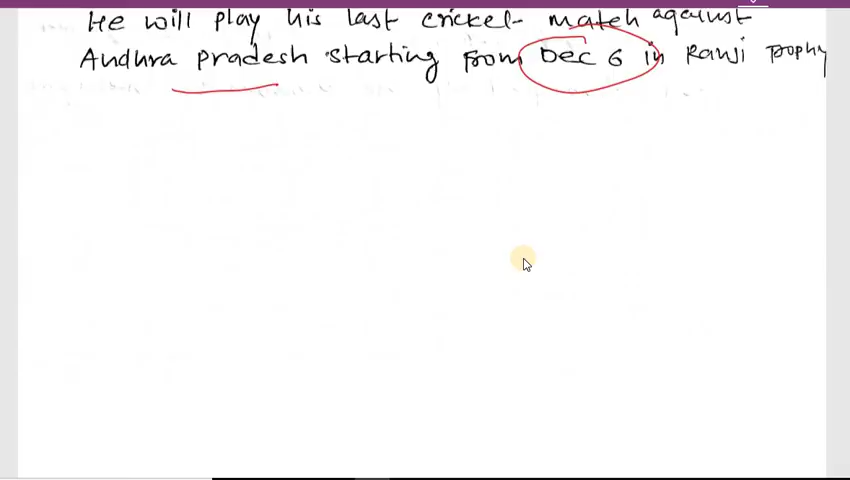 He will play his last cricket match against
Andhra pradesh starting from Dec 6 in Ranji Trophy